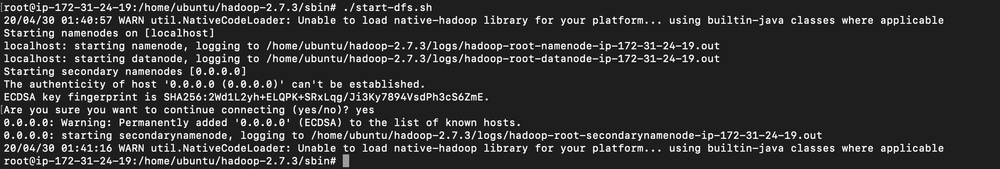 [root@ip-172-31-24-19:/home/ubuntu/hadoop-2.7.3/sbin# ./start-dfs.sh
20/04/30 01:40:57 WARN util.NativeCodeLoader: Unable to load native-hadoop library for your platform... using builtin-java classes where applicable
Starting namenodes on [localhost]
localhost: starting namenode, logging to /home/ubuntu/hadoop-2.7.3/logs/hadoop-root-namenode-ip-172-31-24-19.out
localhost: starting datanode, logging to /home/ubuntu/hadoop-2.7.3/logs/hadoop-root-datanode-ip-172-31-24-19.out
Starting secondary namenodes [0.0.0.0]
The authenticity of host '0.0.0.0 (0.0.0.0)' can't be established.
ECDSA key fingerprint is SHA256:2Wd1L2yh+ELQPK+SRxLqg/Ji3Ky7894VsdPh3cS6ZmE.
[Are you sure you want to continue connecting (yes/no)? yes
0.0.0.0: Warning: Permanently added '0.0.0.0' (ECDSA) to the list of known hosts.
0.0.0.0: starting secondarynamenode, logging to /home/ubuntu/hadoop-2.7.3/logs/hadoop-root-secondarynamenode-ip-172-31-24-19.out
20/04/30 01:41:16 WARN util.NativeCodeLoader: Unable to load native-hadoop library for your platform... using builtin-java classes where applicable
root@ip-172-31-24-19:/home/ubuntu/hadoop-2.7.3/sbin#